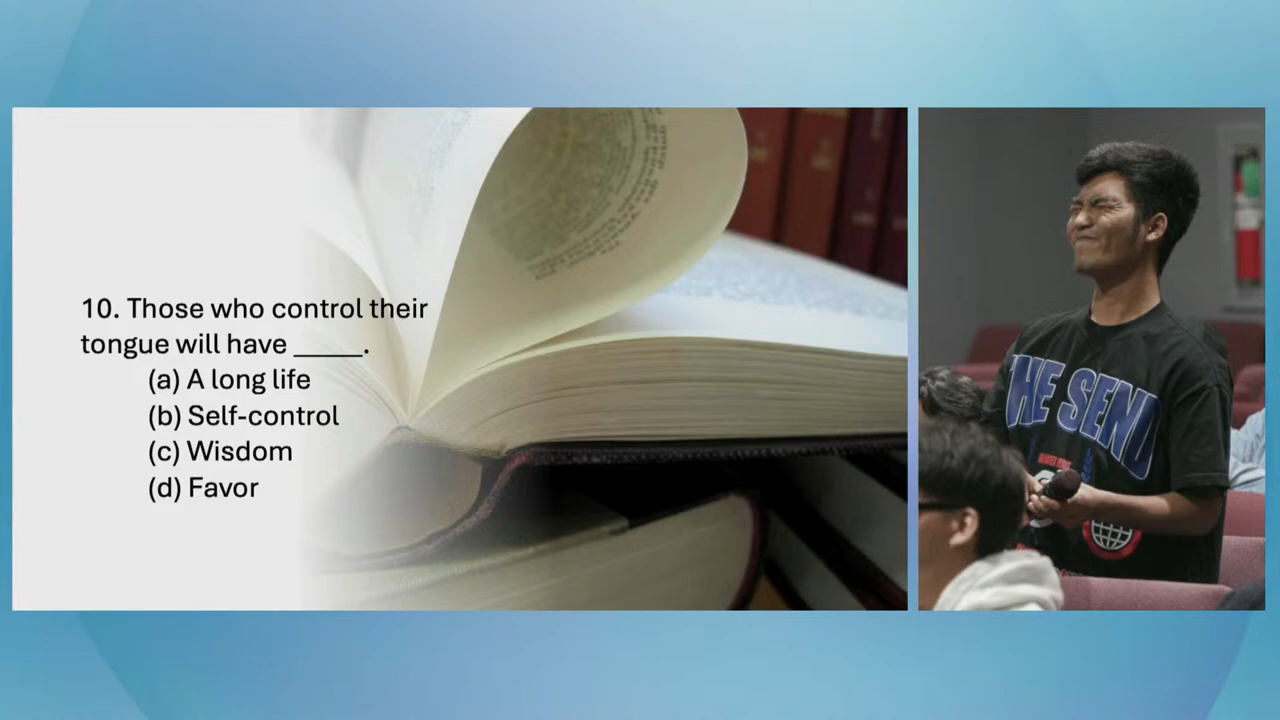 10. Those who control their
tongue will have _____.
(a) A long life
(b) Self-control
(c) Wisdom
(d) Favor
THE SEND